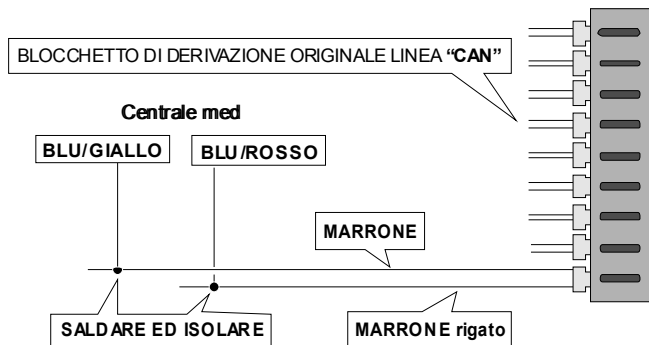 BLOCCHETTO DI DERIVAZIONE ORIGINALE LINEA “CAN”
Centrale med
BLU/GIALLO
BLU/ROSSO
MARRONE
SALDARE ED ISOLARE
MARRONE rigato